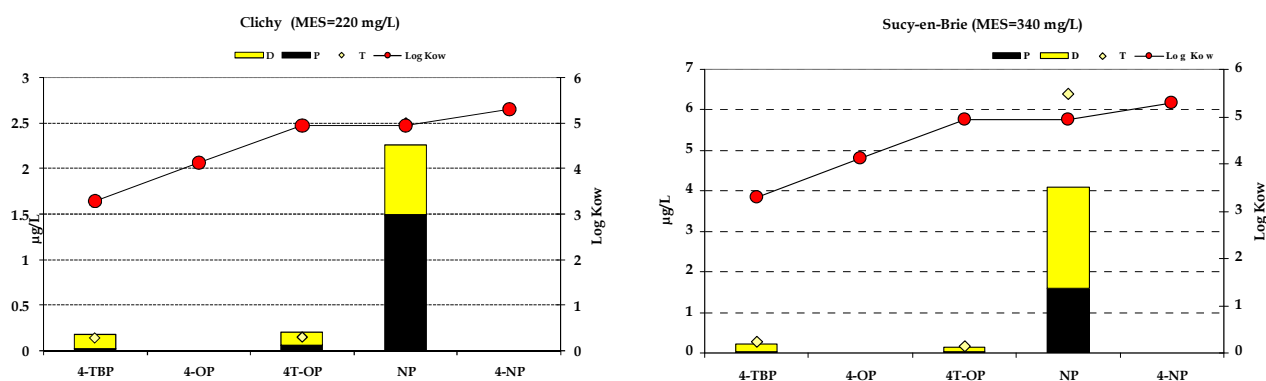 Clichy (MES=220 mg/L)
D P T Log Kow
3
2.5
2
1.5
1
0.5
0
µg/L
6
5
4
3
2
1
0
Log Kow
4-TBP 4-OP 4T-OP NP 4-NP
Sucy-en-Brie (MES=340 mg/L)
P D T Log Kow
7
6
5
4
3
2
1
0
µg/L
6
5
4
3
2
1
0
Log Kow
4-TBP 4-OP 4T-OP NP 4-NP